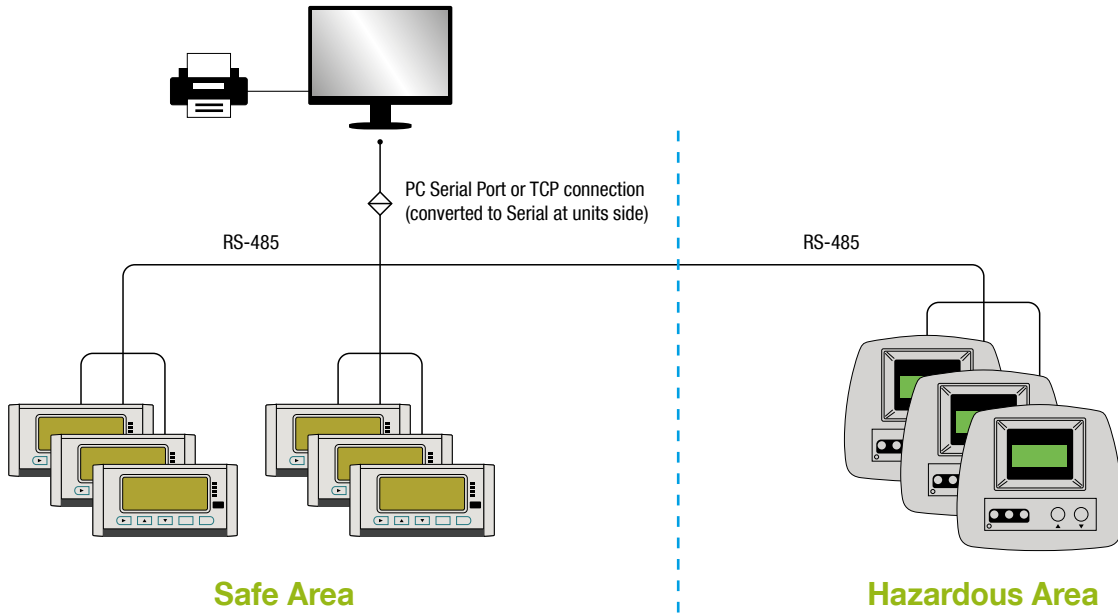 PC Serial Port or TCP connection
(converted to Serial at units side)
RS-485
RS-485
Safe Area
Hazardous Area